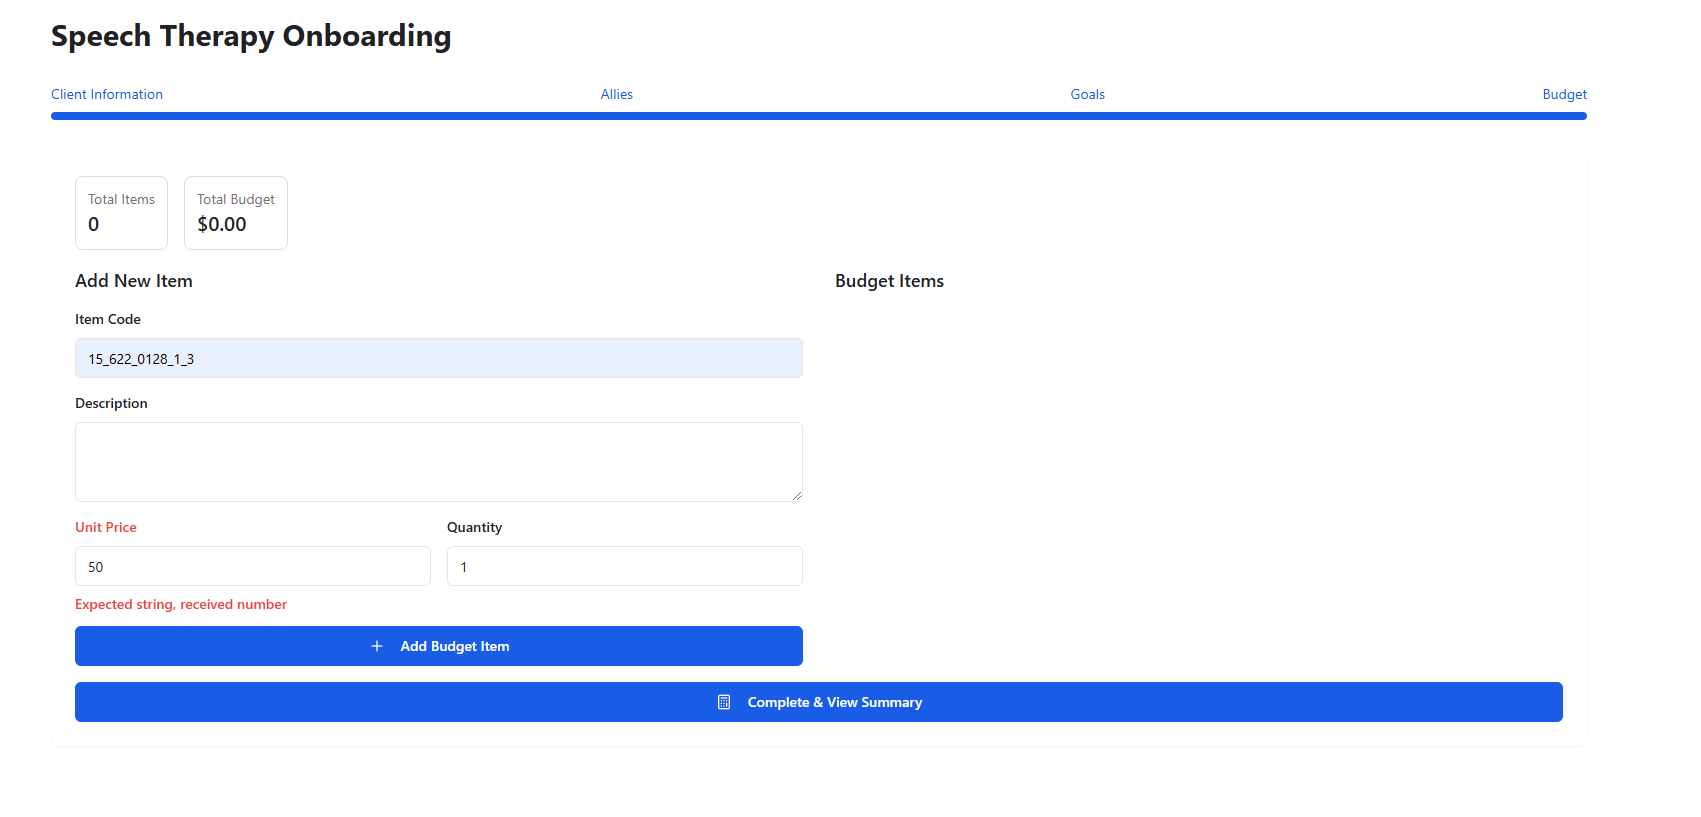 Speech Therapy Onboarding
Client Information Allies Goals Budget
Total Items Total Budget
0 $0.00
Add New Item
Item Code
15_622_0128_1_3
Description
Unit Price Quantity
50 1
Expected string, received number
Add Budget Item
Budget Items
Complete & View Summary